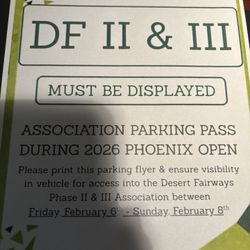 DF II & III
MUST BE DISPLAYED
ASSOCIATION PARKING PASS
DURING 2026 PHOENIX OPEN
Please print this parking flyer & ensure visibility
in vehicle for access into the Desert Fairways
Phase II & III Association between
Friday, February 6th - Sunday, February 8th